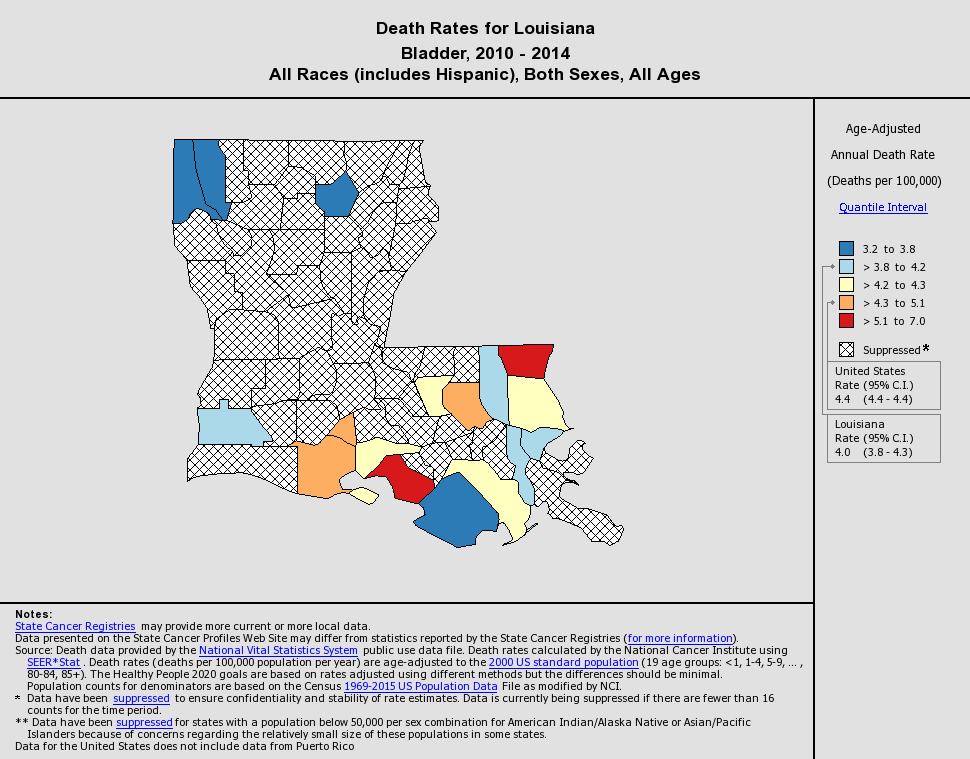 Death Rates for Louisiana
Bladder, 2010 - 2014
All Races (includes Hispanic), Both Sexes, All Ages
Age-Adjusted
Annual Death Rate
(Deaths per 100,000)
Quantile Interval
3.2 to 3.8
> 3.8 to 4.2
> 4.2 to 4.3
> 4.3 to 5.1
> 5.1 to 7.0
Suppressed*
United States
Rate (95% C.I.)
4.4 (4.4 - 4.4)
Louisiana
Rate (95% C.I.)
4.0 (3.8 - 4.3)
Notes:
State Cancer Registries may provide more current or more local data.
Data presented on the State Cancer Profiles Web Site may differ from statistics reported by the State Cancer Registries (for more information).
Source: Death data provided by the National Vital Statistics System public use data file. Death rates calculated by the National Cancer Institute using
SEER*Stat . Death rates (deaths per 100,000 population per year) are age-adjusted to the 2000 US standard population (19 age groups: <1, 1-4, 5-9, ... ,
80-84, 85+). The Healthy People 2020 goals are based on rates adjusted using different methods but the differences should be minimal.
Population counts for denominators are based on the Census 1969-2015 US Population Data File as modified by NCI.
* Data have been suppressed to ensure confidentiality and stability of rate estimates. Data is currently being suppressed if there are fewer than 16
counts for the time period.
** Data have been suppressed for states with a population below 50,000 per sex combination for American Indian/Alaska Native or Asian/Pacific
Islanders because of concerns regarding the relatively small size of these populations in some states.
Data for the United States does not include data from Puerto Rico